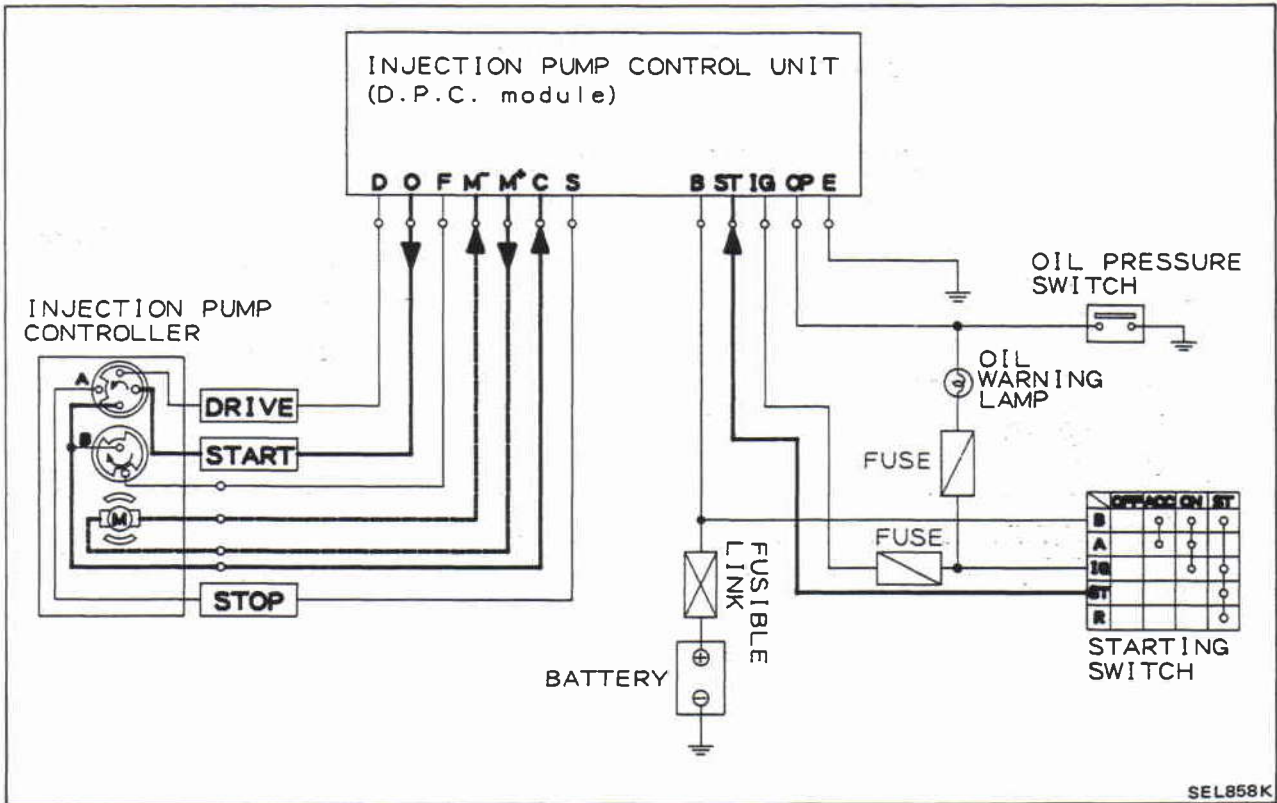 INJECTION PUMP CONTROL UNIT
(D.P.C. module)
D O F M⁻ M⁺ C S B ST IG OP E
OIL PRESSURE
SWITCH
INJECTION PUMP
CONTROLLER
A
DRIVE
OIL
WARNING
LAMP
B
START
FUSE
OFF ACC ON ST
B
M
FUSE
A
FUSIBLE
LINK
IG
ST
STOP
R
STARTING
SWITCH
BATTERY
SEL858K